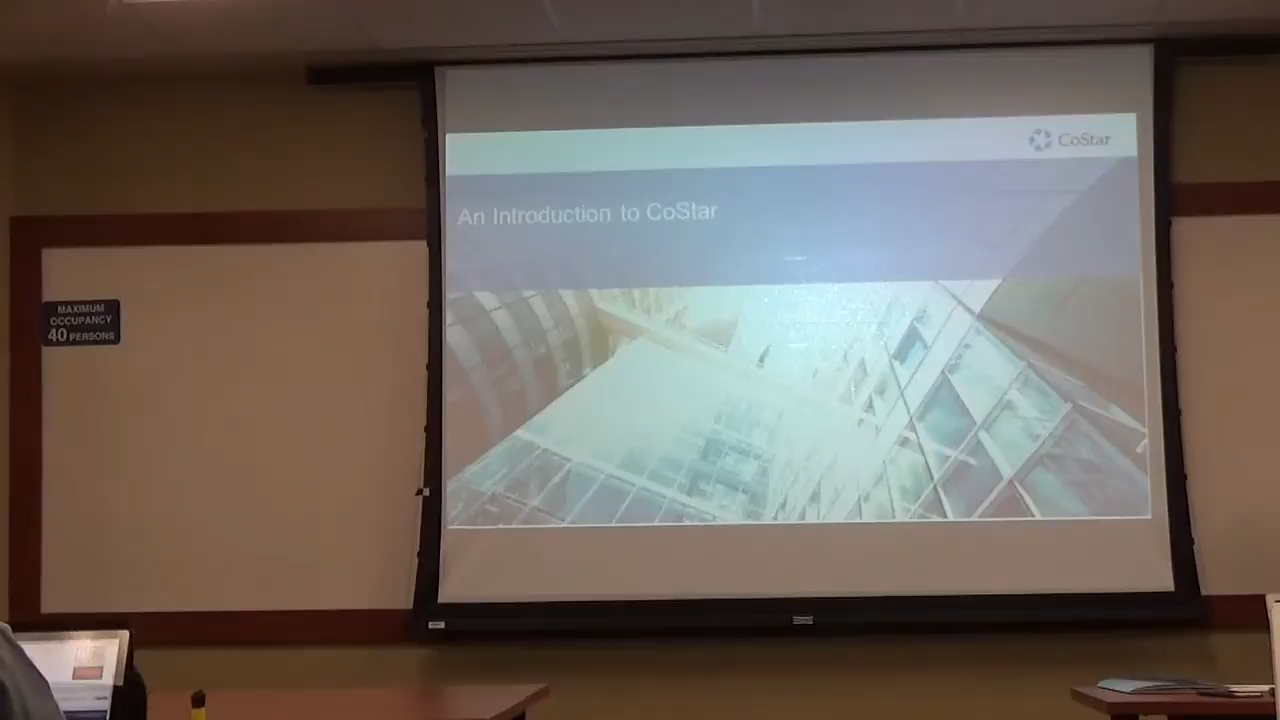 CoStar
An Introduction to CoStar
MAXIMUM
OCCUPANCY
40 PERSONS